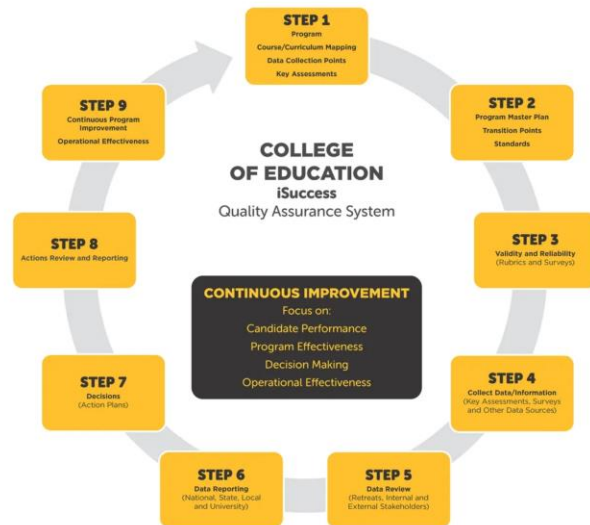 STEP 1
Program
Course/Curriculum Mapping
Data Collection Points
Key Assessments
STEP 2
Program Master Plan
Transition Points
Standards
STEP 3
Validity and Reliability
(Rubrics and Surveys)
STEP 4
Collect Data/Information
(Key Assessments, Surveys
and Other Data Sources)
STEP 5
Data Review
(Retreats, Internal and
External Stakeholders)
STEP 6
Data Reporting
(National, State, Local
and University)
STEP 7
Decisions
(Action Plans)
STEP 8
Actions Review and Reporting
STEP 9
Continuous Program
Improvement
Operational Effectiveness
COLLEGE
OF EDUCATION
iSuccess
Quality Assurance System
CONTINUOUS IMPROVEMENT
Focus on:
Candidate Performance
Program Effectiveness
Decision Making
Operational Effectiveness